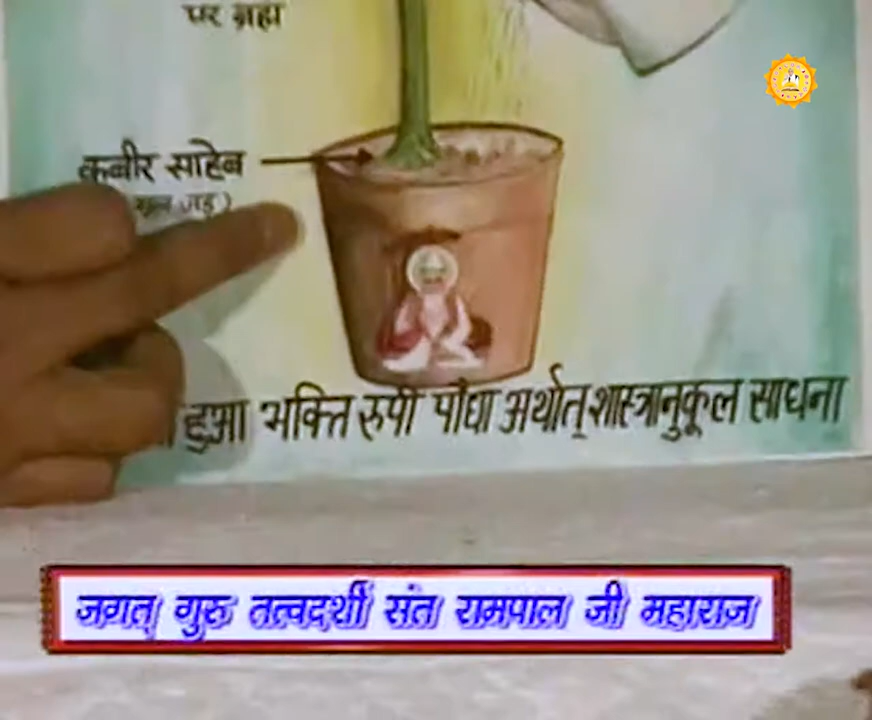 पर ब्रह्म
कबीर साहेब
हुआ भक्ति रुपी पौधा अर्थात् शास्त्रानुकूल साधना
जगत् गुरु तत्वदर्शी संत रामपाल जी महाराज